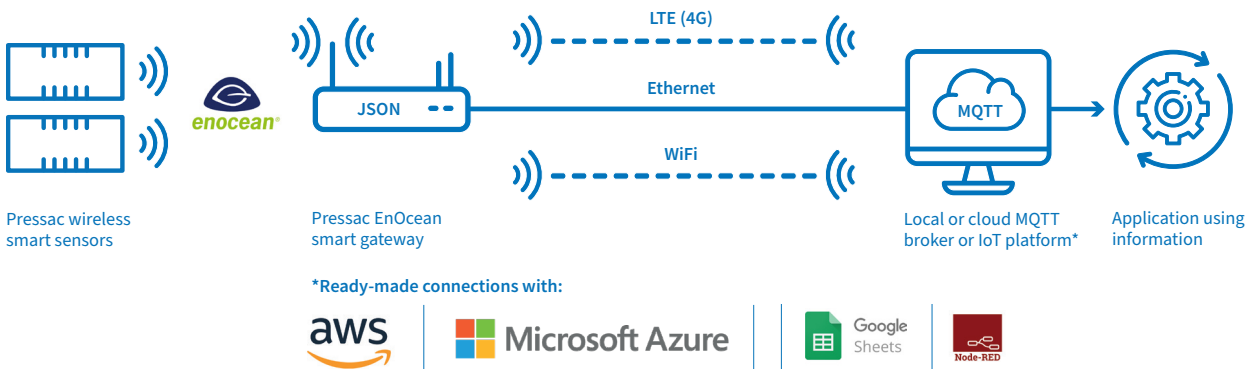 LTE (4G)
enocean®
JSON
Ethernet
MQTT
WiFi
Pressac wireless
smart sensors
Pressac EnOcean
smart gateway
Local or cloud MQTT
broker or IoT platform*
Application using
information
*Ready-made connections with:
aws
Microsoft Azure
Google
Sheets
Node-RED